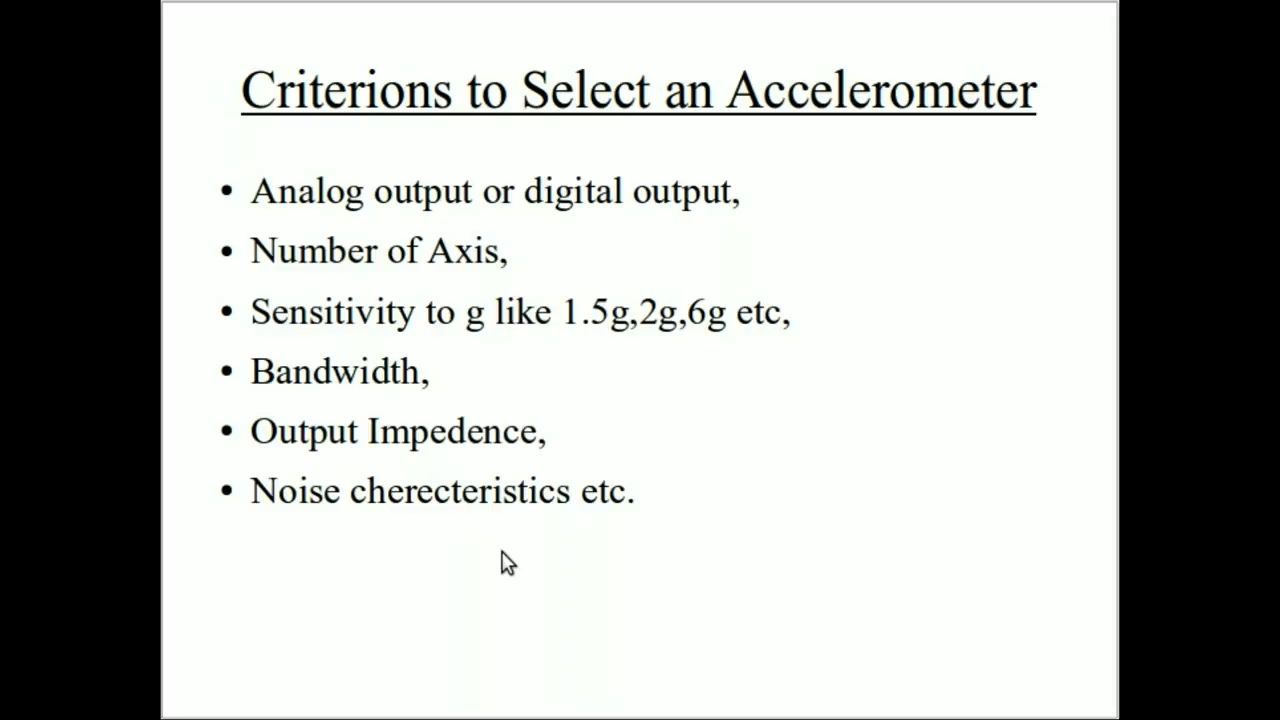 Criterions to Select an Accelerometer
• Analog output or digital output,
• Number of Axis,
• Sensitivity to g like 1.5g,2g,6g etc,
• Bandwidth,
• Output Impedence,
• Noise cherecteristics etc.